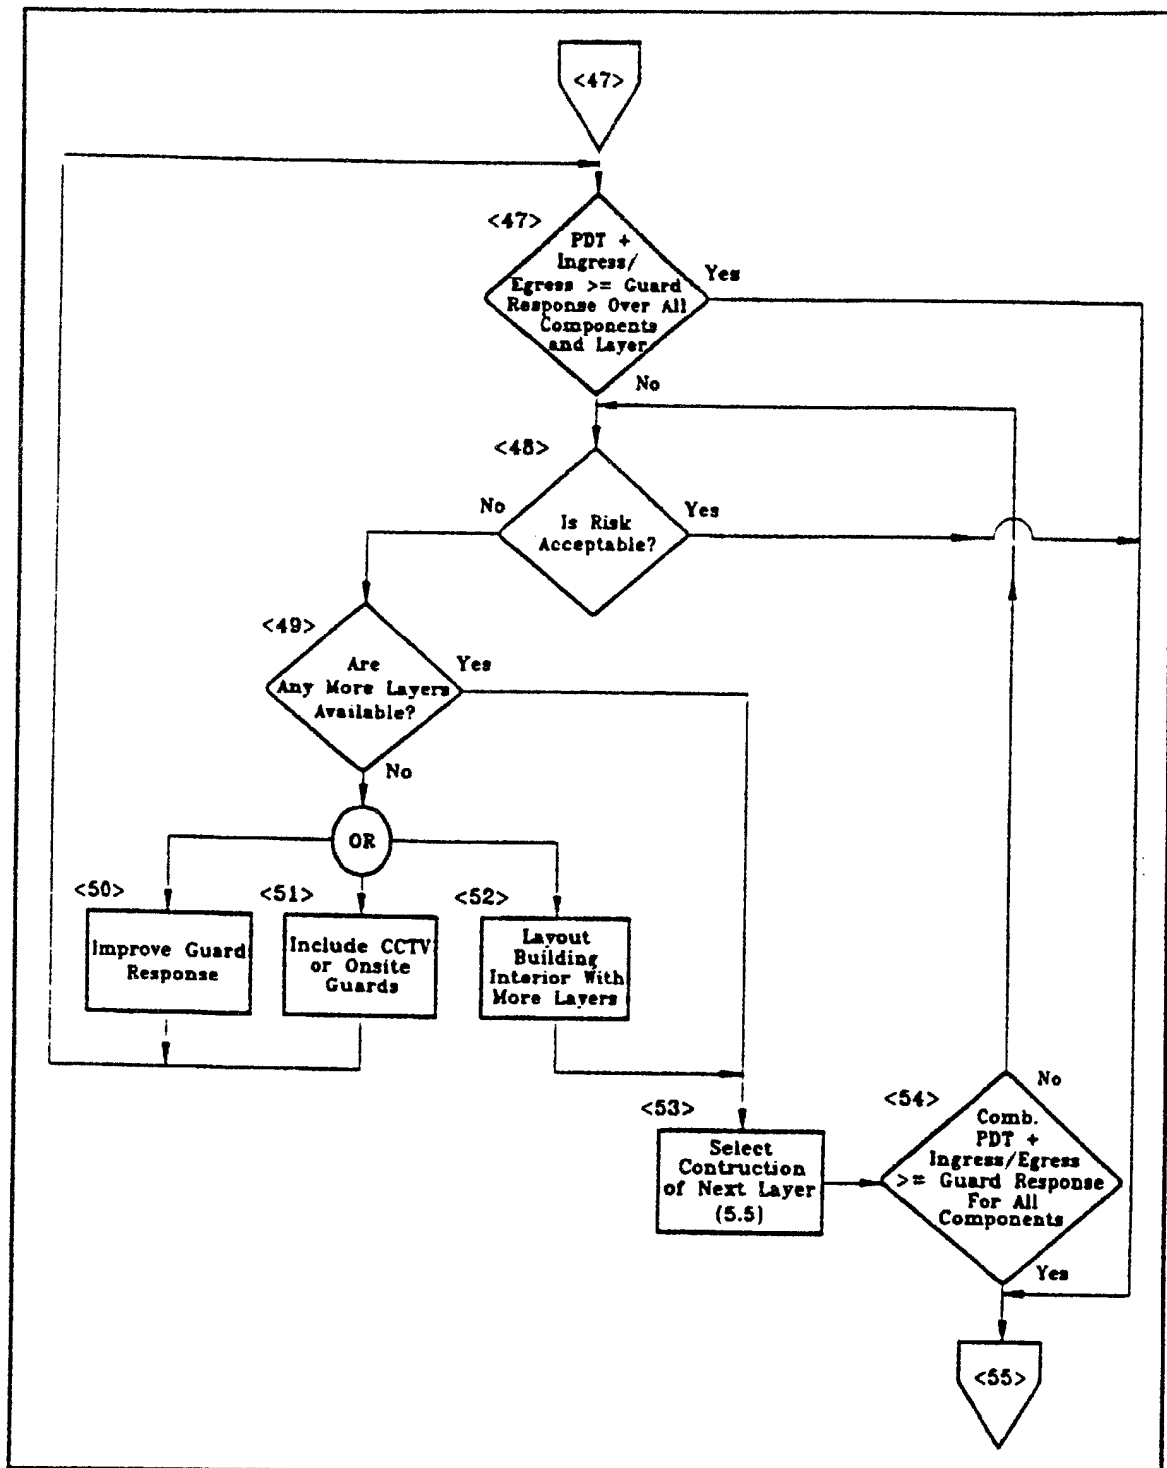 <47>
<47>
PDT +
Ingress/
Egress >= Guard
Response Over All
Components
and Layer
Yes
No
<48>
No
Is Risk
Acceptable?
Yes
<49>
Are
Any More Layers
Available?
Yes
No
OR
<50>
Improve Guard
Response
<51>
Include CCTV
or Onsite
Guards
<52>
Layout
Building
Interior With
More Layers
<53>
Select
Contruction
of Next Layer
(5.5)
<54>
No
Comb.
PDT +
Ingress/Egress
>= Guard Response
For All
Components
Yes
<55>